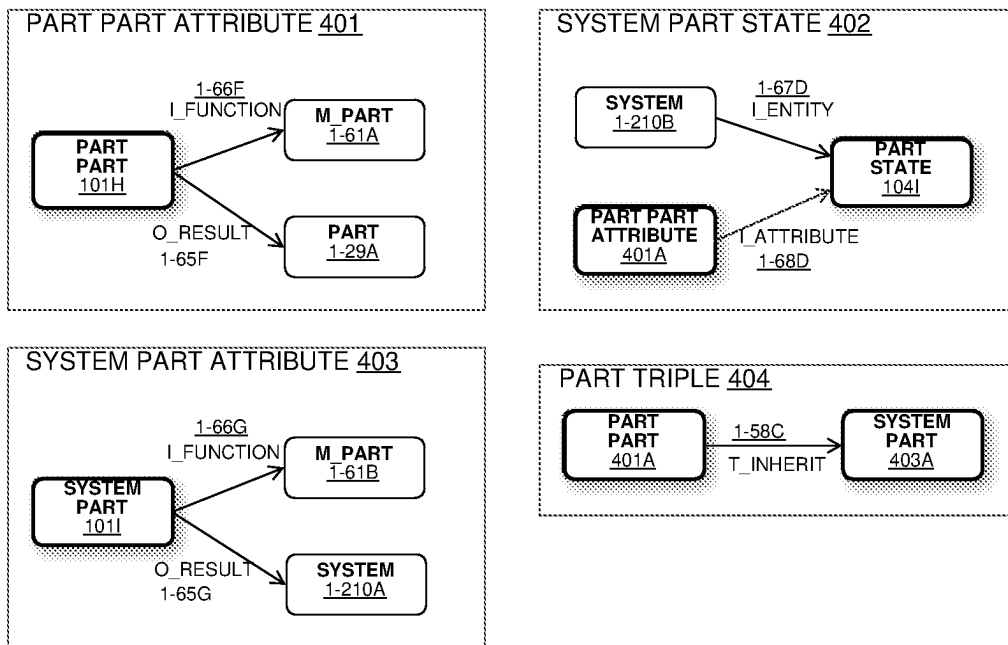 PART PART ATTRIBUTE 401
1-66F
I_FUNCTION
M_PART
1-61A
PART
PART
101H
O_RESULT
1-65F
PART
1-29A
SYSTEM PART STATE 402
SYSTEM
1-210B
1-67D
I_ENTITY
PART
STATE
104I
PART PART
ATTRIBUTE
401A
I_ATTRIBUTE
1-68D
SYSTEM PART ATTRIBUTE 403
1-66G
I_FUNCTION
M_PART
1-61B
SYSTEM
PART
101I
O_RESULT
1-65G
SYSTEM
1-210A
PART TRIPLE 404
PART
PART
401A
1-58C
T_INHERIT
SYSTEM
PART
403A